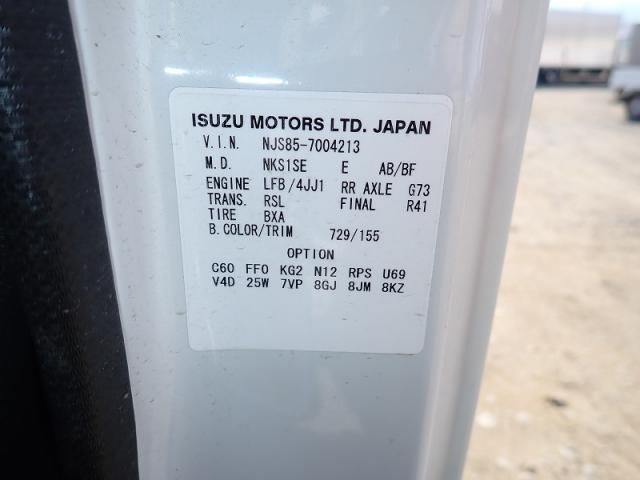 ISUZU MOTORS LTD. JAPAN
V.I.N. NJS85-7004213
M.D. NKS1SE E AB/BF
ENGINE LFB/4JJ1 RR AXLE G73
TRANS. RSL FINAL R41
TIRE BXA
B.COLOR/TRIM 729/155
OPTION
C60 FFO KG2 N12 RPS U69
V4D 25W 7VP 8GJ 8JM 8KZ